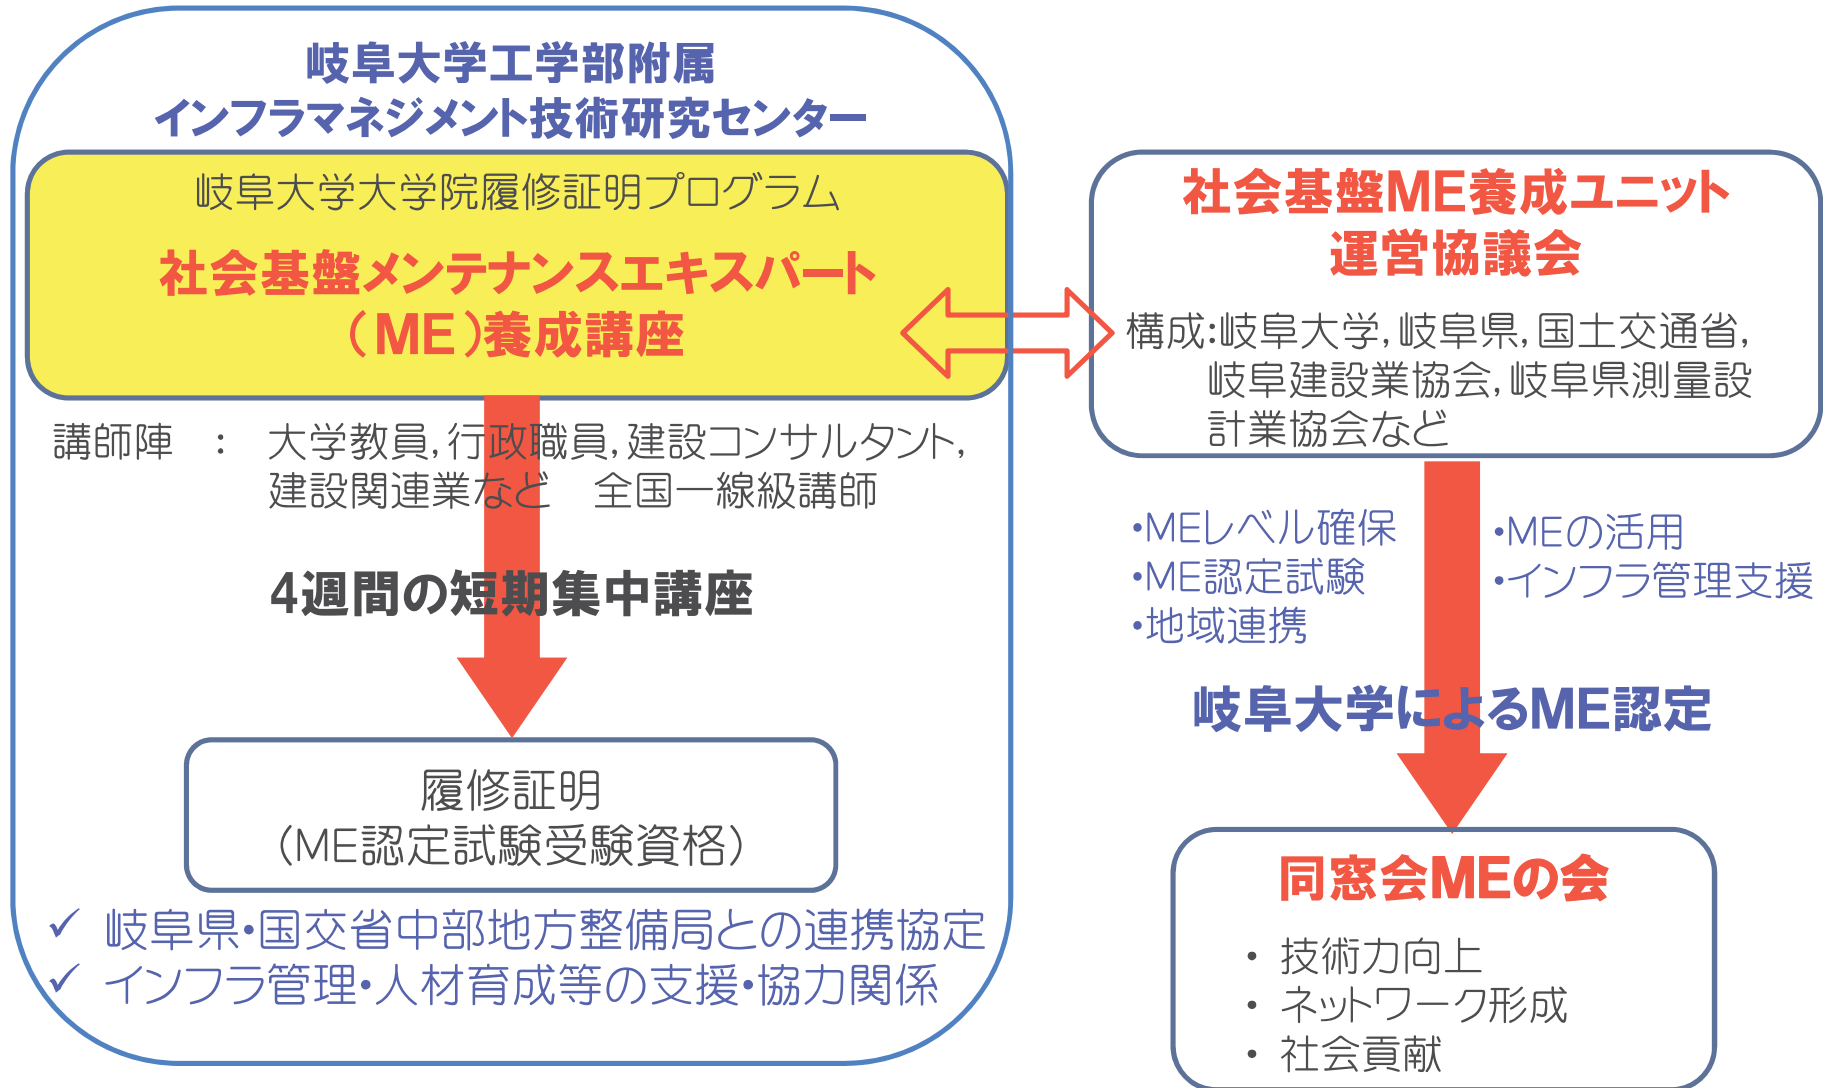 岐阜大学工学部附属
インフラマネジメント技術研究センター
岐阜大学大学院履修証明プログラム
社会基盤メンテナンスエキスパート
(ME)養成講座
講師陣 : 大学教員,行政職員,建設コンサルタント,
建設関連業など 全国一線級講師
4週間の短期集中講座
履修証明
(ME認定試験受験資格)
✓ 岐阜県・国交省中部地方整備局との連携協定
✓ インフラ管理・人材育成等の支援・協力関係
社会基盤ME養成ユニット
運営協議会
構成:岐阜大学,岐阜県,国土交通省,
岐阜建設業協会,岐阜県測量設
計業協会など
・MEレベル確保
・ME認定試験
・地域連携
・MEの活用
・インフラ管理支援
岐阜大学によるME認定
同窓会MEの会
・ 技術力向上
・ ネットワーク形成
・ 社会貢献